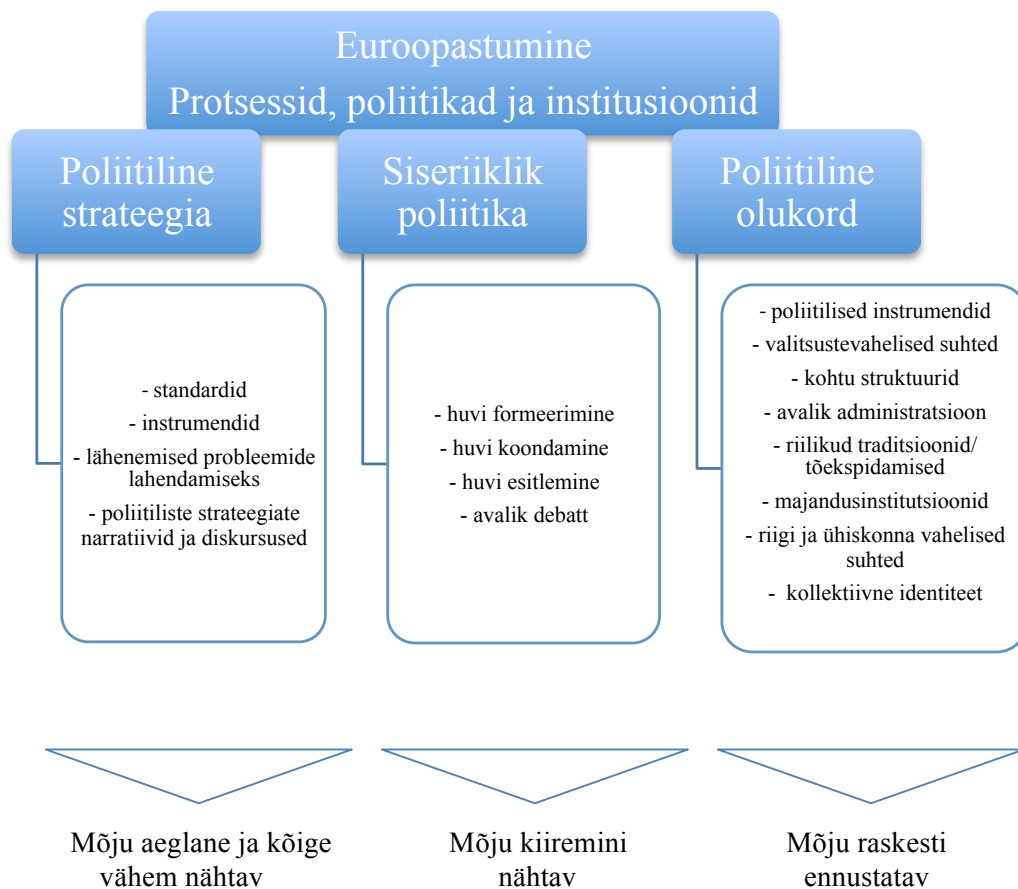 Euroopastumine
Protsessid, poliitikad ja institusioonid
Poliitiline
strateegia
- standardid
- instrumendid
- lähenemised probleemide
lahendamiseks
- poliitiliste strateegiate
narratiivid ja diskursused
Mõju aeglane ja kõige
vähem nähtav
Siseriiklik
poliitika
- huvi formeerimine
- huvi koondamine
- huvi esitlemine
- avalik debatt
Mõju kiiremini
nähtav
Poliitiline
olukord
- poliitilised instrumendid
- valitsustevahelised suhted
- kohtu struktuurid
- avalik administratsioon
- riilikud traditsioonid/
tõekspidamised
- majandusinstitutsioonid
- riigi ja ühiskonna vahelised
suhted
- kollektiivne identiteet
Mõju raskesti
ennustatav